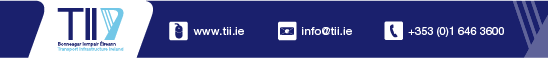 TII
Bonneagar Iompair Éireann
Transport Infrastructure Ireland
www.tii.ie
info@tii.ie
+353 (0)1 646 3600